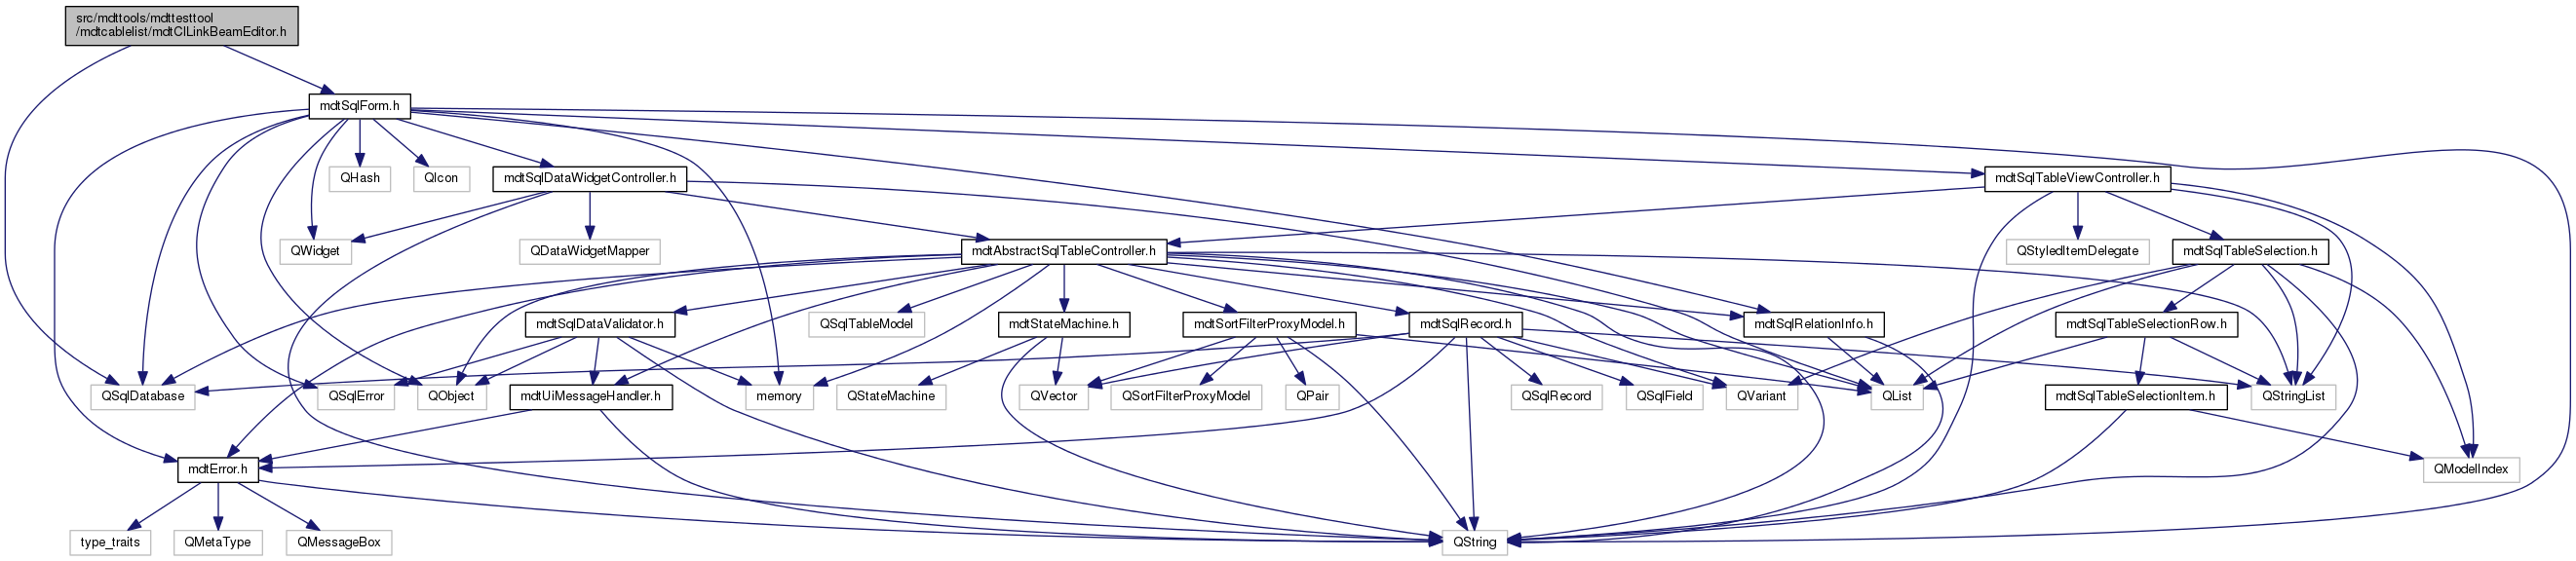 src/mdttools/mdttesttool
/mdtcablelist/mdtClLinkBeamEditor.h
mdtSqlForm.h
QHash
QIcon
mdtSqlDataWidgetController.h
mdtSqlTableViewController.h
QWidget
QDataWidgetMapper
mdtAbstractSqlTableController.h
QStyledItemDelegate
mdtSqlTableSelection.h
mdtSqlDataValidator.h
QSqlTableModel
mdtStateMachine.h
mdtSortFilterProxyModel.h
mdtSqlRecord.h
mdtSqlRelationInfo.h
mdtSqlTableSelectionRow.h
QSqlDatabase
QSqlError
QObject
mdtUiMessageHandler.h
memory
QStateMachine
QVector
QSortFilterProxyModel
QPair
QSqlRecord
QSqlField
QVariant
QList
mdtSqlTableSelectionItem.h
QStringList
mdtError.h
QModelIndex
type_traits
QMetaType
QMessageBox
QString